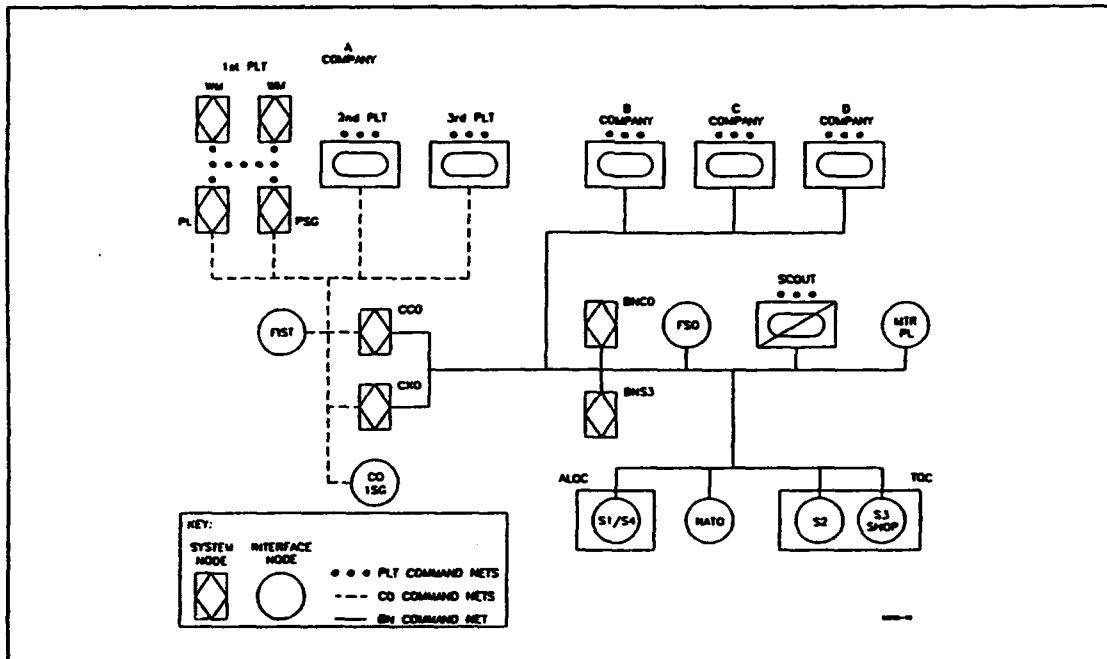 A
COMPANY
1st PLT
WM
WM
2nd PLT
3rd PLT
B
COMPANY
C
COMPANY
D
COMPANY
PL
PSG
SCOUT
FIST
CCO
BNCO
FSO
MTR
PL
CXO
BNS3
CO
1SG
ALOC
TOC
S1/S4
NATO
S2
S3
SHOP
KEY:
SYSTEM
NODE
INTERFACE
NODE
PLT COMMAND NETS
CO COMMAND NETS
BN COMMAND NET